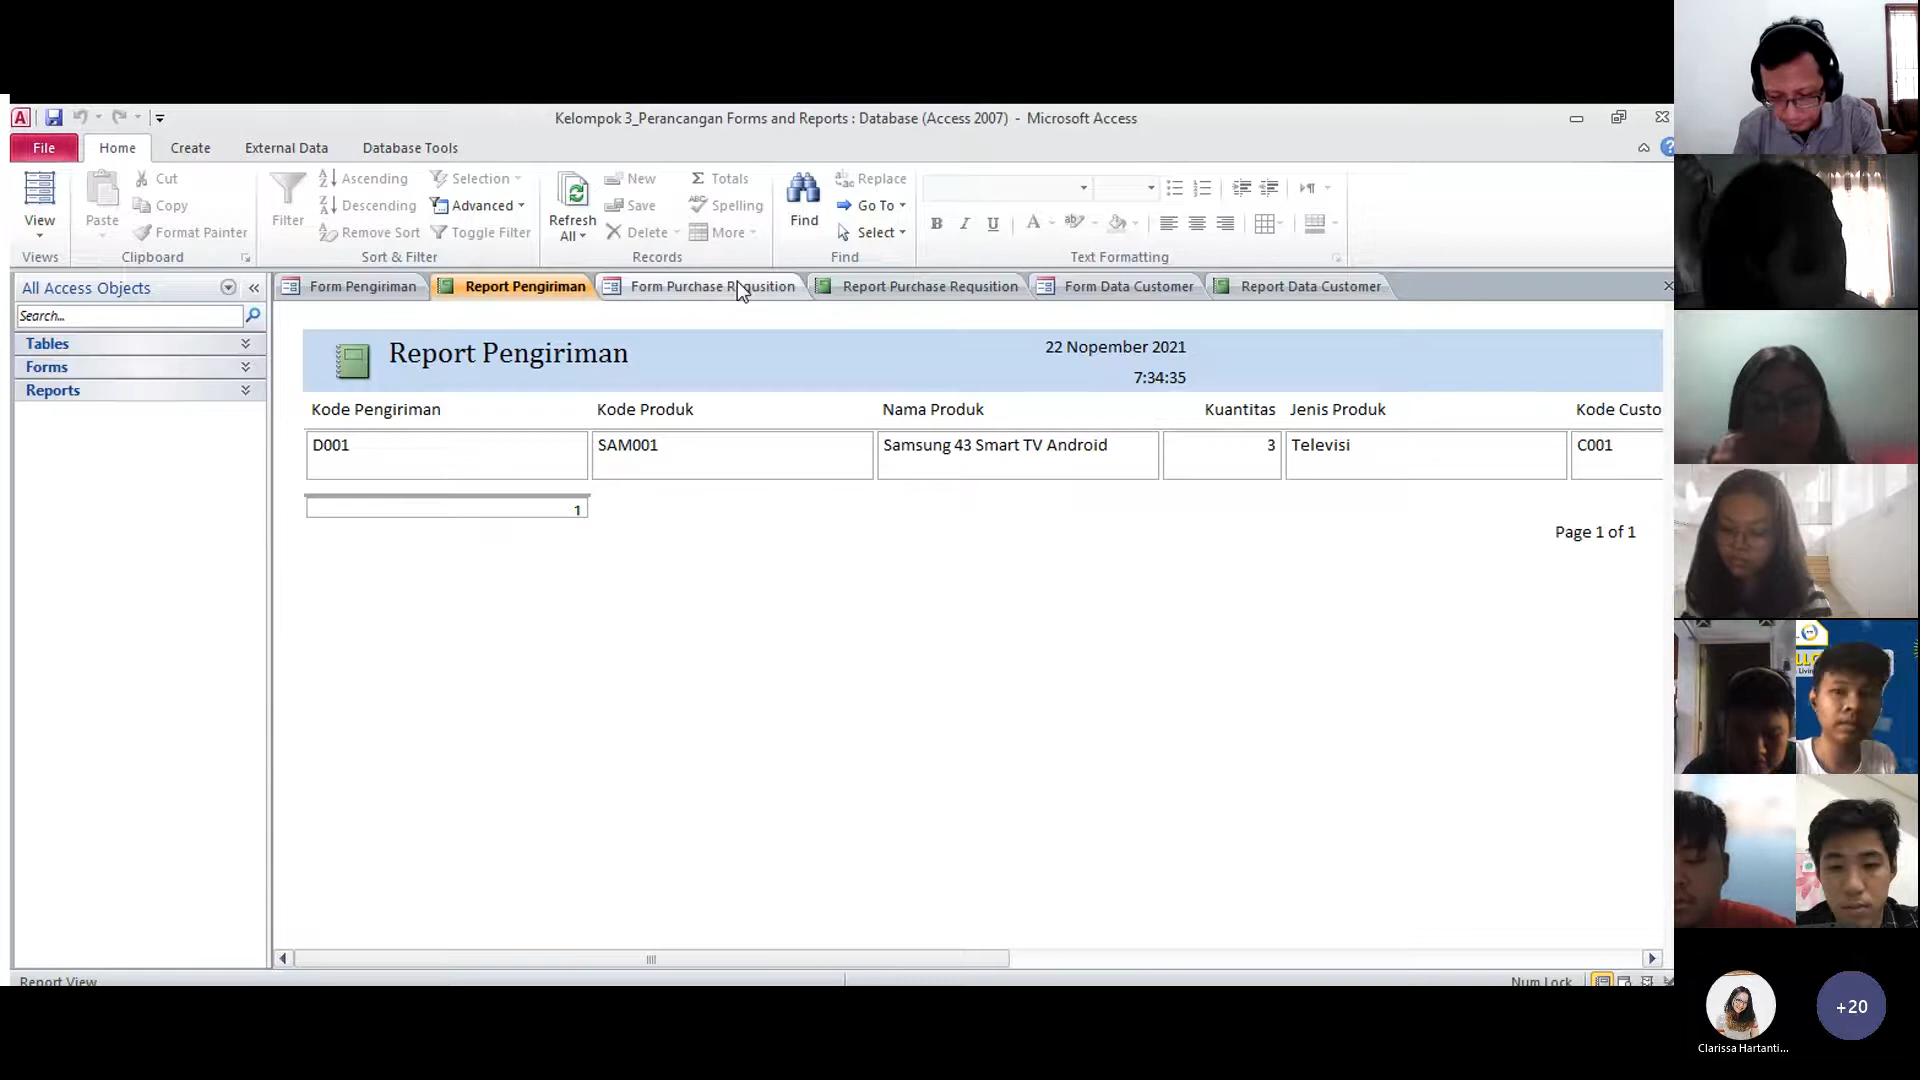 Kelompok 3_Perancangan Forms and Reports : Database (Access 2007) - Microsoft Access
File Home Create External Data Database Tools
View
Views
Paste
Cut
Copy
Format Painter
Clipboard
Filter
Ascending
Descending
Remove Sort
Selection
Advanced
Toggle Filter
Sort & Filter
Refresh
All
New
Save
Delete
Totals
Spelling
More
Records
Find
Replace
Go To
Select
Find
B I U
A
Text Formatting
All Access Objects
Search...
Tables
Forms
Reports
Form Pengiriman Report Pengiriman Form Purchase Requsition Report Purchase Requsition Form Data Customer Report Data Customer
Report Pengiriman
22 Nopember 2021
7:34:35
Kode Pengiriman Kode Produk Nama Produk Kuantitas Jenis Produk Kode Custo
D001 SAM001 Samsung 43 Smart TV Android 3 Televisi C001
1
Page 1 of 1
Report View
Num Lock
Clarissa Hartanti...
+20